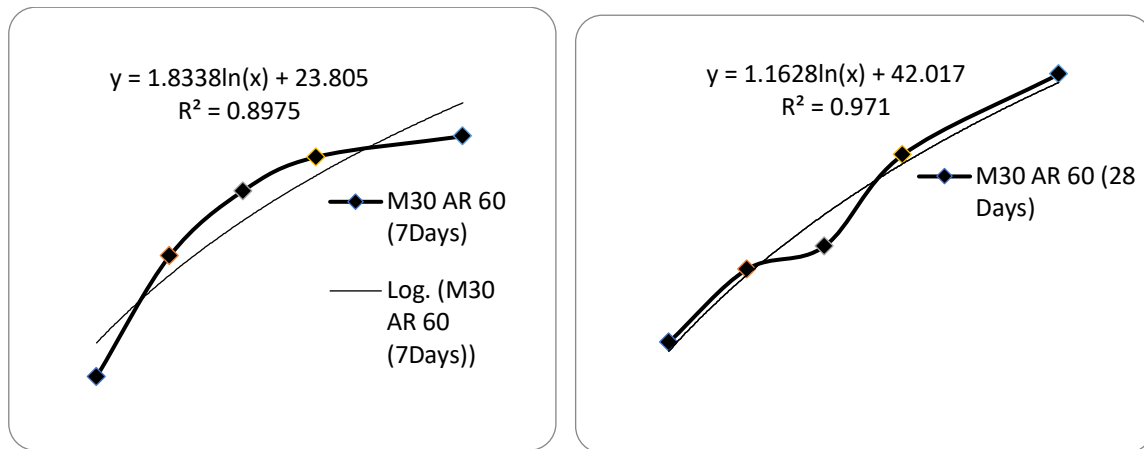 y = 1.8338ln(x) + 23.805
R² = 0.8975
M30 AR 60
(7Days)
Log. (M30
AR 60
(7Days))
y = 1.1628ln(x) + 42.017
R² = 0.971
M30 AR 60 (28
Days)